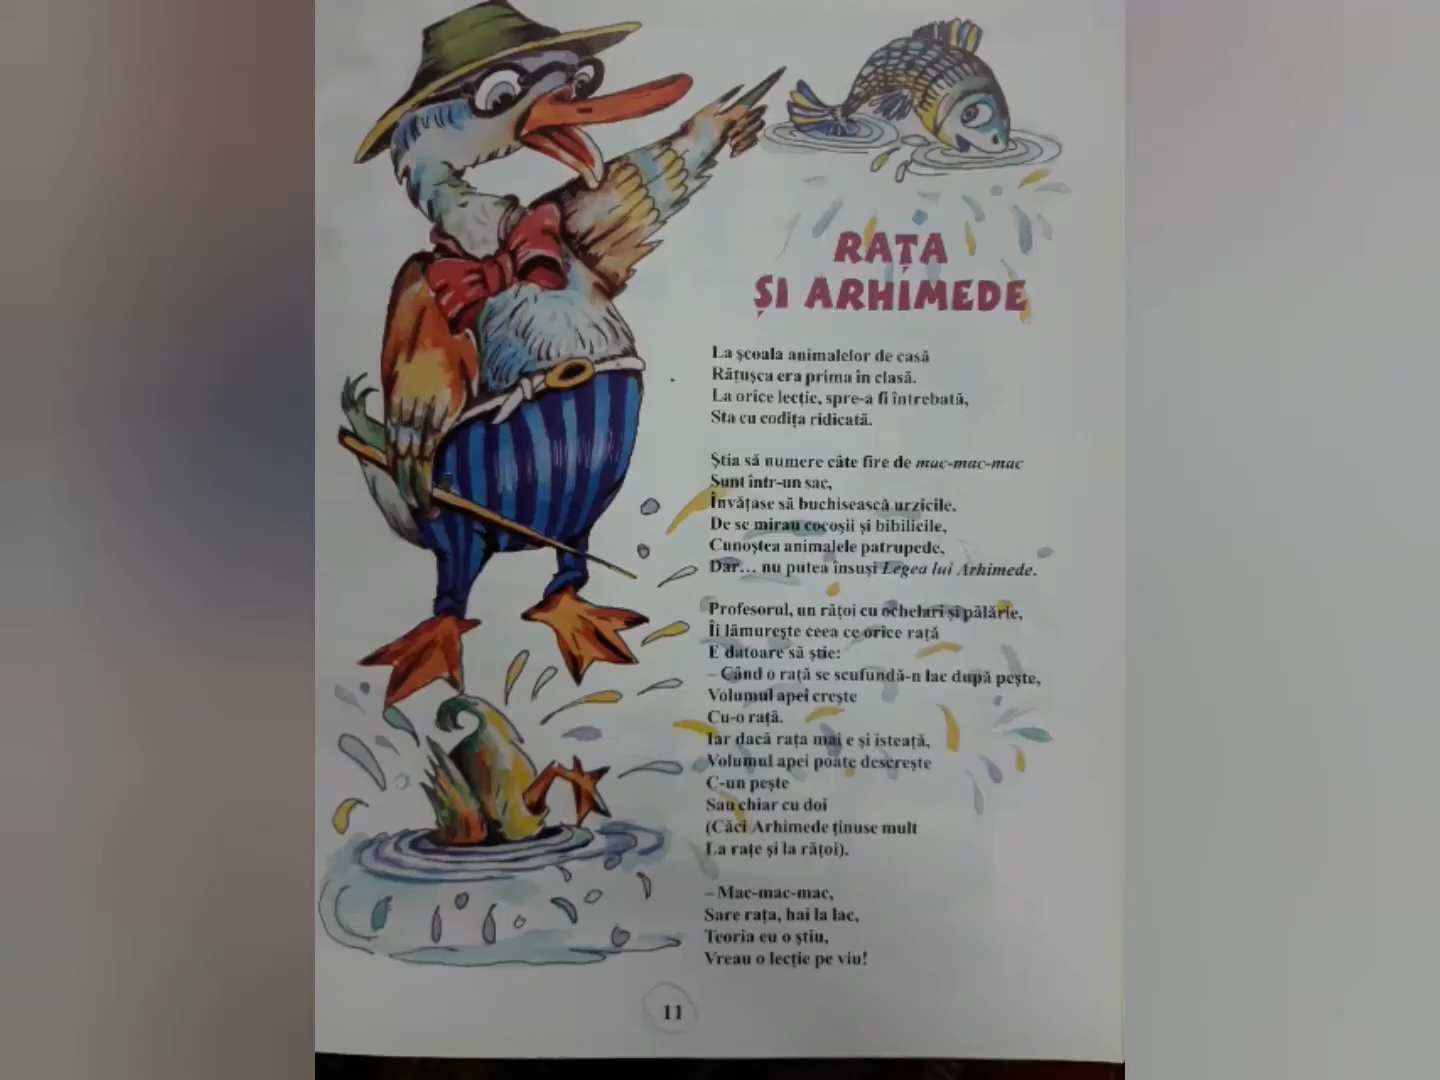 RAȚA
ȘI ARHIMEDE
La școala animalelor de casă
Rățușca era prima în clasă.
La orice lecție, spre-a fi întrebată,
Sta cu codița ridicată.
Știa să numere câte fire de mac-mac-mac
Sunt într-un sac,
Învățase să buchisească urzicile,
De se mirau cocoșii și bibilicile,
Cunoștea animalele patrupede,
Dar... nu putea însuși Legea lui Arhimede.
Profesorul, un rățoi cu ochelari și pălărie,
Îi lămurește ceea ce orice rață
E datoare să știe:
– Când o rață se scufundă-n lac după pește,
Volumul apei crește
Cu-o rață.
Iar dacă rața mai e și isteață,
Volumul apei poate descrește
C-un pește
Sau chiar cu doi
(Căci Arhimede ținuse mult
La rațe și la rățoi).
– Mac-mac-mac,
Sare rața, hai la lac,
Teoria eu o știu,
Vreau o lecție pe viu!
11